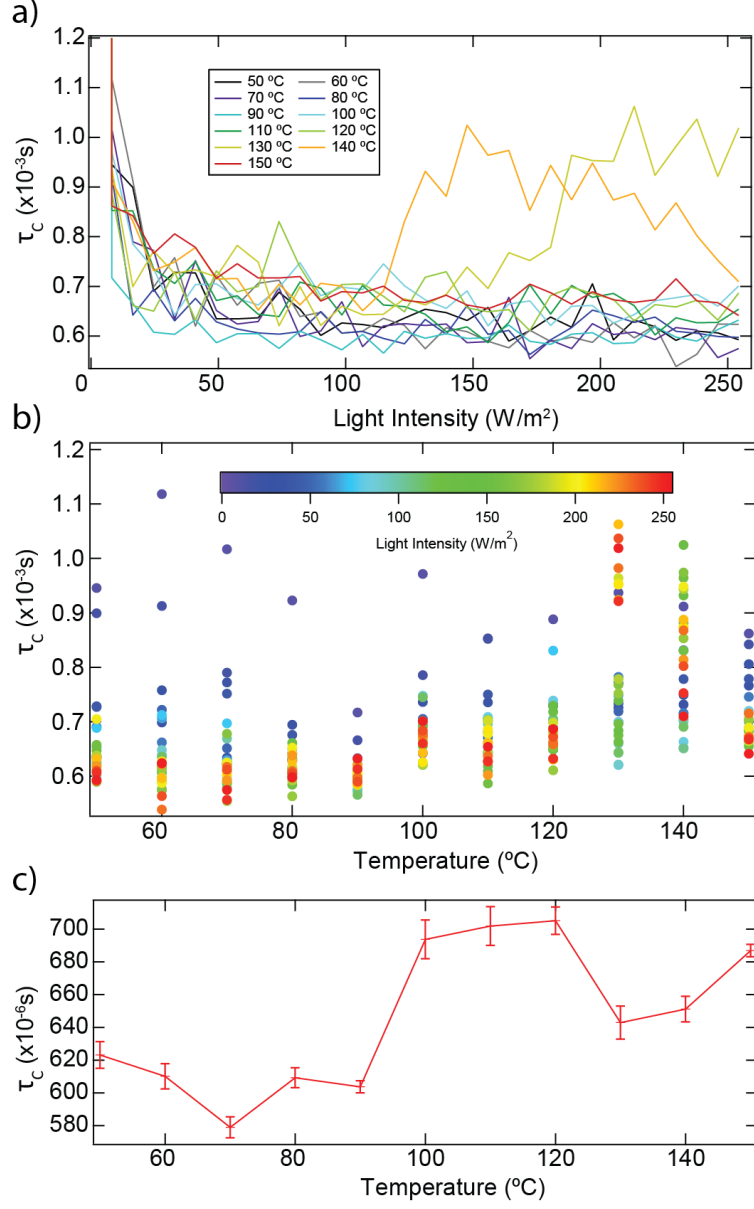 a)
1.2
1.1
1.0
0.9
0.8
0.7
0.6
τC (x10-3s)
50 ºC 60 ºC
70 ºC 80 ºC
90 ºC 100 ºC
110 ºC 120 ºC
130 ºC 140 ºC
150 ºC
0 50 100 150 200 250
Light Intensity (W/m²)
b)
1.2
1.1
1.0
0.9
0.8
0.7
0.6
τC (x10-3s)
0 50 100 150 200 250
Light Intensity (W/m²)
60 80 100 120 140
Temperature (ºC)
c)
700
680
660
640
620
600
580
τC (x10-6s)
60 80 100 120 140
Temperature (ºC)